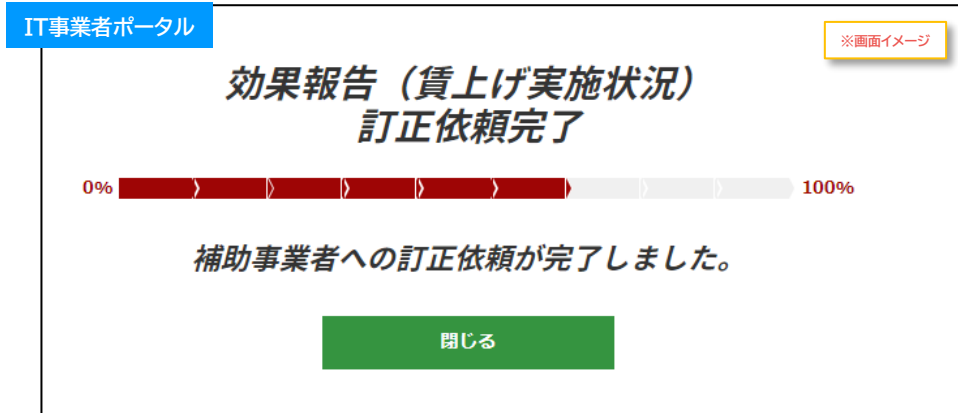 IT事業者ポータル
※画面イメージ
効果報告（賃上げ実施状況）
訂正依頼完了
0% 100%
補助事業者への訂正依頼が完了しました。
閉じる